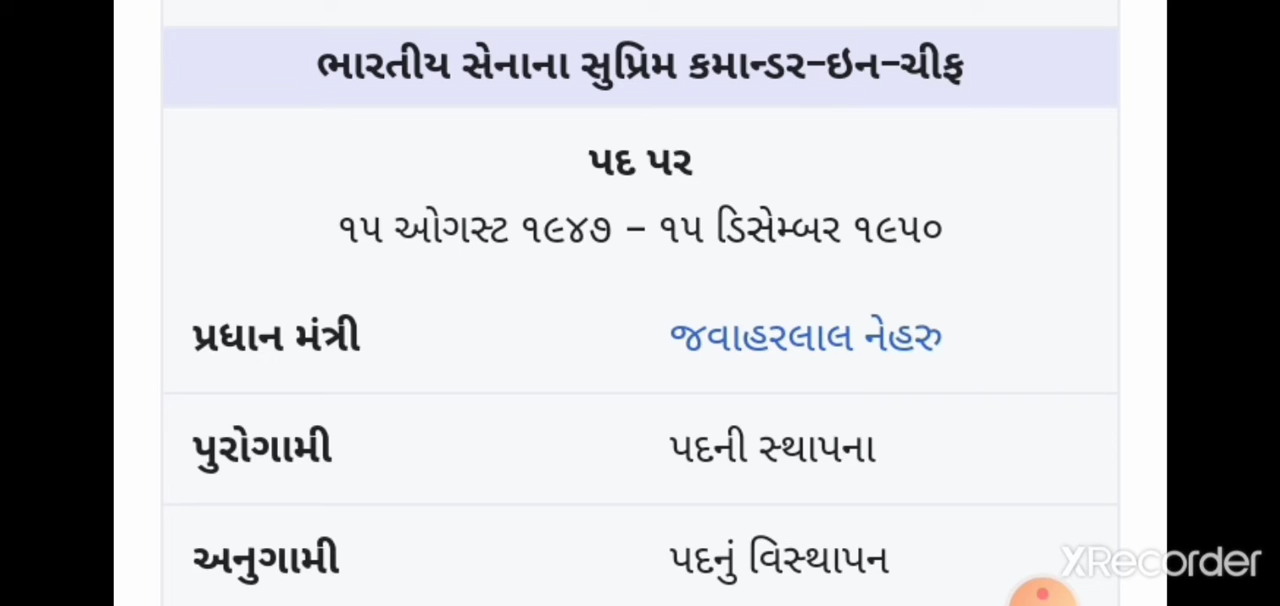 ભારતીય સેનાના સુપ્રિમ કમાન્ડર-ઇન-ચીફ
પદ પર
૧૫ ઓગસ્ટ ૧૯૪૭ – ૧૫ ડિસેમ્બર ૧૯૫૦
પ્રધાન મંત્રી જવાહરલાલ નેહરુ
પુરોગામી પદની સ્થાપના
અનુગામી પદનું વિસ્થાપન
XRecorder